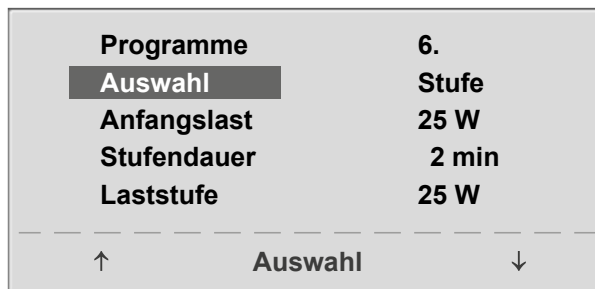 Programme 6.
Auswahl Stufe
Anfangslast 25 W
Stufendauer 2 min
Laststufe 25 W
↑ Auswahl ↓